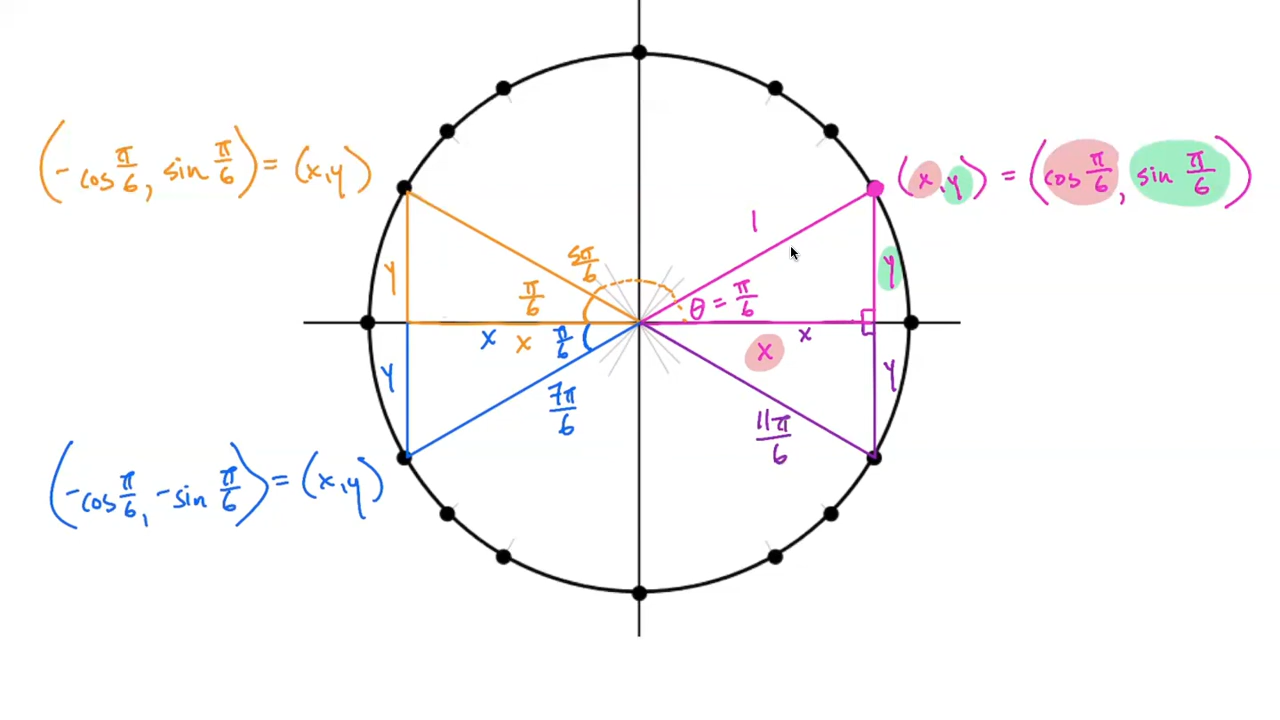 (-cos π/6, sin π/6) = (x,y)
(x,y) = (cos π/6, sin π/6)
1
5π/6
y
π/6
θ = π/6
y
x
x
π/6
x
x
y
7π/6
y
11π/6
(-cos π/6, -sin π/6) = (x,y)